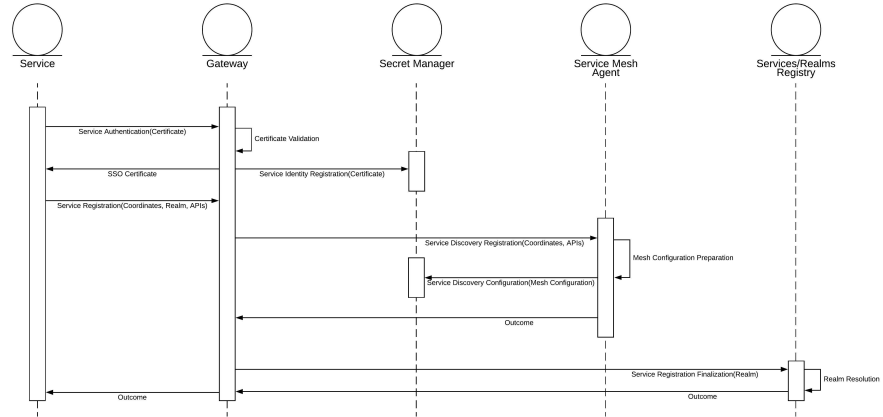 Service
Gateway
Secret Manager
Service Mesh
Agent
Services/Realms
Registry
Service Authentication(Certificate)
Certificate Validation
SSO Certificate
Service Identity Registration(Certificate)
Service Registration(Coordinates, Realm, APIs)
Service Discovery Registration(Coordinates, APIs)
Mesh Configuration Preparation
Service Discovery Configuration(Mesh Configuration)
Outcome
Service Registration Finalization(Realm)
Realm Resolution
Outcome
Outcome